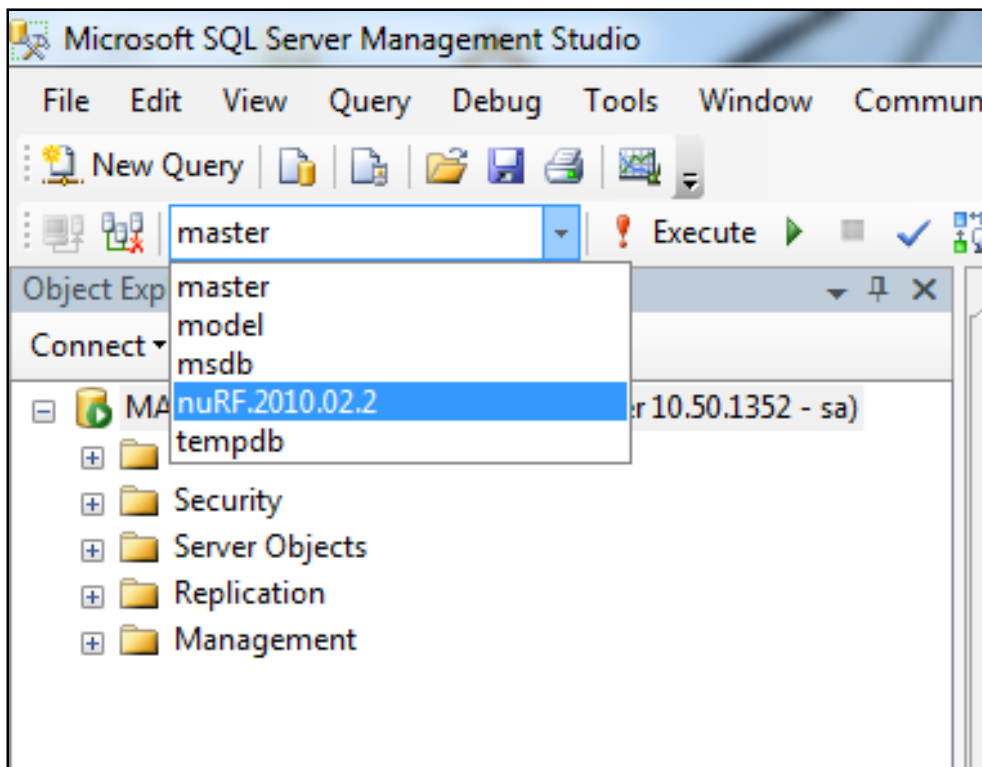 Microsoft SQL Server Management Studio
File Edit View Query Debug Tools Window Commun
New Query
master Execute
Object Exp
master
model
msdb
nuRF.2010.02.2
tempdb
Connect
MA r 10.50.1352 - sa)
Security
Server Objects
Replication
Management